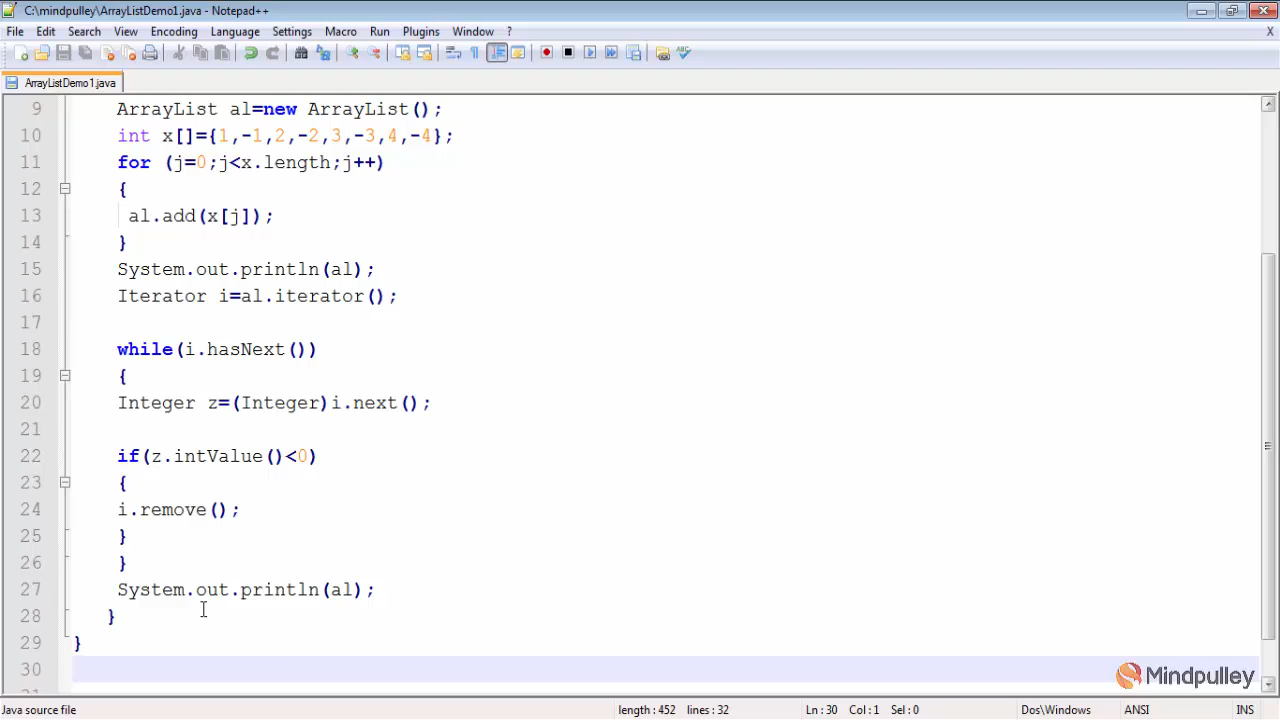 C:\mindpulley\ArrayListDemo1.java - Notepad++
File Edit Search View Encoding Language Settings Macro Run Plugins Window ? X
ArrayListDemo1.java
9 ArrayList al=new ArrayList();
10 int x[]={1,-1,2,-2,3,-3,4,-4};
11 for (j=0;j<x.length;j++)
12 {
13 al.add(x[j]);
14 }
15 System.out.println(al);
16 Iterator i=al.iterator();
17
18 while(i.hasNext())
19 {
20 Integer z=(Integer)i.next();
21
22 if(z.intValue()<0)
23 {
24 i.remove();
25 }
26 }
27 System.out.println(al);
28 }
29 }
30
Mindpulley
Java source file length : 452 lines : 32 Ln : 30 Col : 1 Sel : 0 Dos\Windows ANSI INS